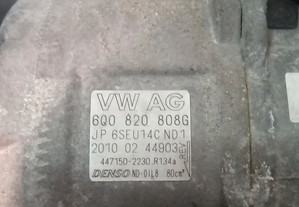 VW AG
6Q0 820 808G
JP 6SEU14C ND1
2010 02 44903
447150-2230.R134a
DENSO ND-OIL8 80cm³